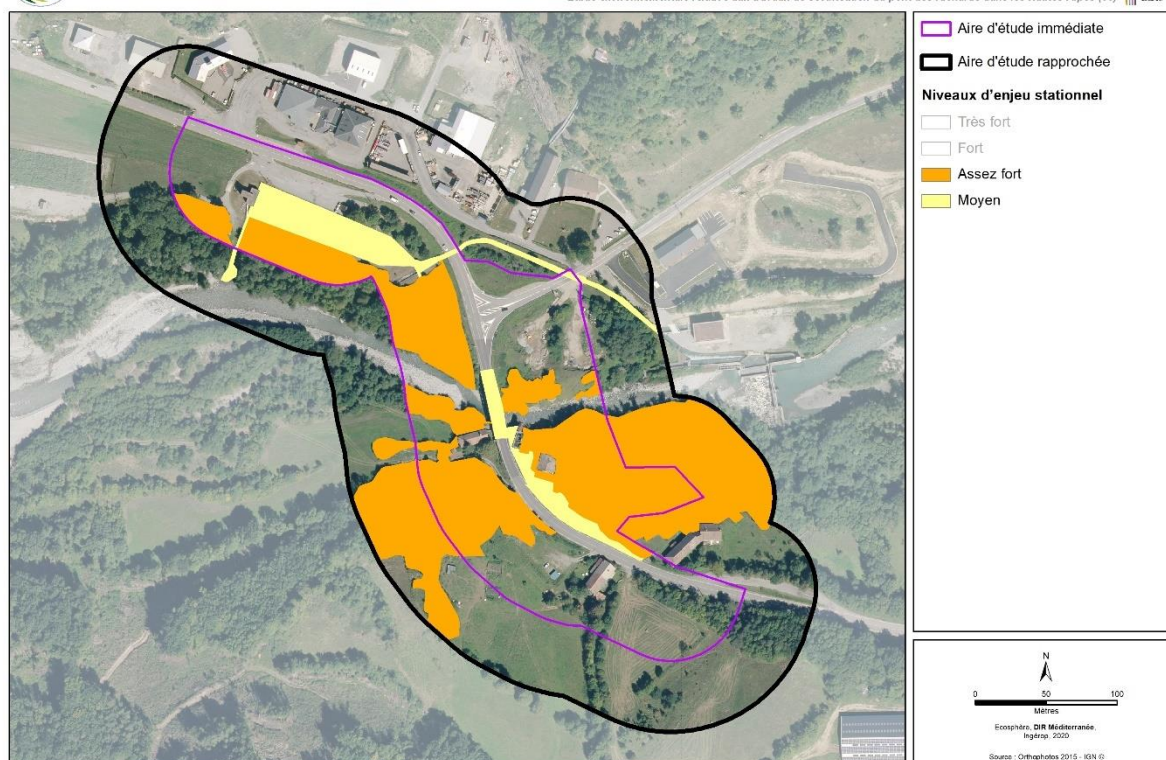 Aire d'étude immédiate
Aire d'étude rapprochée
Niveaux d'enjeu stationnel
Très fort
Fort
Assez fort
Moyen
N
0 50 100
Mètres
Ecosphère, DIR Méditerranée,
Ingérop, 2020
Source : Orthophotos 2015 - IGN ©